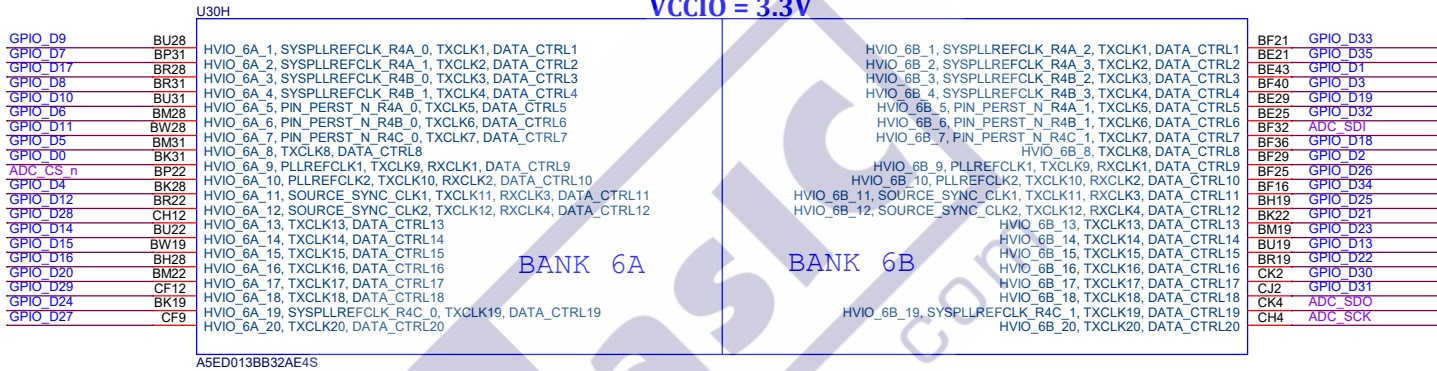 VCCIO = 3.3V
U30H
GPIO_D9 BU28 HVIO_6A_1, SYSPLLREFCLK_R4A_0, TXCLK1, DATA_CTRL1
GPIO_D7 BP31 HVIO_6A_2, SYSPLLREFCLK_R4A_1, TXCLK2, DATA_CTRL2
GPIO_D17 BR28 HVIO_6A_3, SYSPLLREFCLK_R4B_0, TXCLK3, DATA_CTRL3
GPIO_D8 BR31 HVIO_6A_4, SYSPLLREFCLK_R4B_1, TXCLK4, DATA_CTRL4
GPIO_D10 BU31 HVIO_6A_5, PIN_PERST_N_R4A_0, TXCLK5, DATA_CTRL5
GPIO_D6 BM28 HVIO_6A_6, PIN_PERST_N_R4B_0, TXCLK6, DATA_CTRL6
GPIO_D11 BW28 HVIO_6A_7, PIN_PERST_N_R4C_0, TXCLK7, DATA_CTRL7
GPIO_D5 BM31 HVIO_6A_8, TXCLK8, DATA_CTRL8
GPIO_D0 BK31 HVIO_6A_9, PLLREFCLK1, TXCLK9, RXCLK1, DATA_CTRL9
ADC_CS_n BP22 HVIO_6A_10, PLLREFCLK2, TXCLK10, RXCLK2, DATA_CTRL10
GPIO_D4 BK28 HVIO_6A_11, SOURCE_SYNC_CLK1, TXCLK11, RXCLK3, DATA_CTRL11
GPIO_D12 BR22 HVIO_6A_12, SOURCE_SYNC_CLK2, TXCLK12, RXCLK4, DATA_CTRL12
GPIO_D28 CH12 HVIO_6A_13, TXCLK13, DATA_CTRL13
GPIO_D14 BU22 HVIO_6A_14, TXCLK14, DATA_CTRL14
GPIO_D15 BW19 HVIO_6A_15, TXCLK15, DATA_CTRL15
GPIO_D16 BH28 HVIO_6A_16, TXCLK16, DATA_CTRL16
GPIO_D20 BM22 HVIO_6A_17, TXCLK17, DATA_CTRL17
GPIO_D29 CF12 HVIO_6A_18, TXCLK18, DATA_CTRL18
GPIO_D24 BK19 HVIO_6A_19, SYSPLLREFCLK_R4C_0, TXCLK19, DATA_CTRL19
GPIO_D27 CF9 HVIO_6A_20, TXCLK20, DATA_CTRL20
BANK 6A
BANK 6B
HVIO_6B_1, SYSPLLREFCLK_R4A_2, TXCLK1, DATA_CTRL1 BF21 GPIO_D33
HVIO_6B_2, SYSPLLREFCLK_R4A_3, TXCLK2, DATA_CTRL2 BE21 GPIO_D35
HVIO_6B_3, SYSPLLREFCLK_R4B_2, TXCLK3, DATA_CTRL3 BE43 GPIO_D1
HVIO_6B_4, SYSPLLREFCLK_R4B_3, TXCLK4, DATA_CTRL4 BF40 GPIO_D3
HVIO_6B_5, PIN_PERST_N_R4A_1, TXCLK5, DATA_CTRL5 BE29 GPIO_D19
HVIO_6B_6, PIN_PERST_N_R4B_1, TXCLK6, DATA_CTRL6 BE25 GPIO_D32
HVIO_6B_7, PIN_PERST_N_R4C_1, TXCLK7, DATA_CTRL7 BF32 ADC_SDI
HVIO_6B_8, TXCLK8, DATA_CTRL8 BF36 GPIO_D18
HVIO_6B_9, PLLREFCLK1, TXCLK9, RXCLK1, DATA_CTRL9 BF29 GPIO_D2
HVIO_6B_10, PLLREFCLK2, TXCLK10, RXCLK2, DATA_CTRL10 BF25 GPIO_D26
HVIO_6B_11, SOURCE_SYNC_CLK1, TXCLK11, RXCLK3, DATA_CTRL11 BF16 GPIO_D34
HVIO_6B_12, SOURCE_SYNC_CLK2, TXCLK12, RXCLK4, DATA_CTRL12 BH19 GPIO_D25
HVIO_6B_13, TXCLK13, DATA_CTRL13 BK22 GPIO_D21
HVIO_6B_14, TXCLK14, DATA_CTRL14 BM19 GPIO_D23
HVIO_6B_15, TXCLK15, DATA_CTRL15 BU19 GPIO_D13
HVIO_6B_16, TXCLK16, DATA_CTRL16 BR19 GPIO_D22
HVIO_6B_17, TXCLK17, DATA_CTRL17 CK2 GPIO_D30
HVIO_6B_18, TXCLK18, DATA_CTRL18 CJ2 GPIO_D31
HVIO_6B_19, SYSPLLREFCLK_R4C_1, TXCLK19, DATA_CTRL19 CK4 ADC_SDO
HVIO_6B_20, TXCLK20, DATA_CTRL20 CH4 ADC_SCK
A5ED013BB32AE4S
asic
com